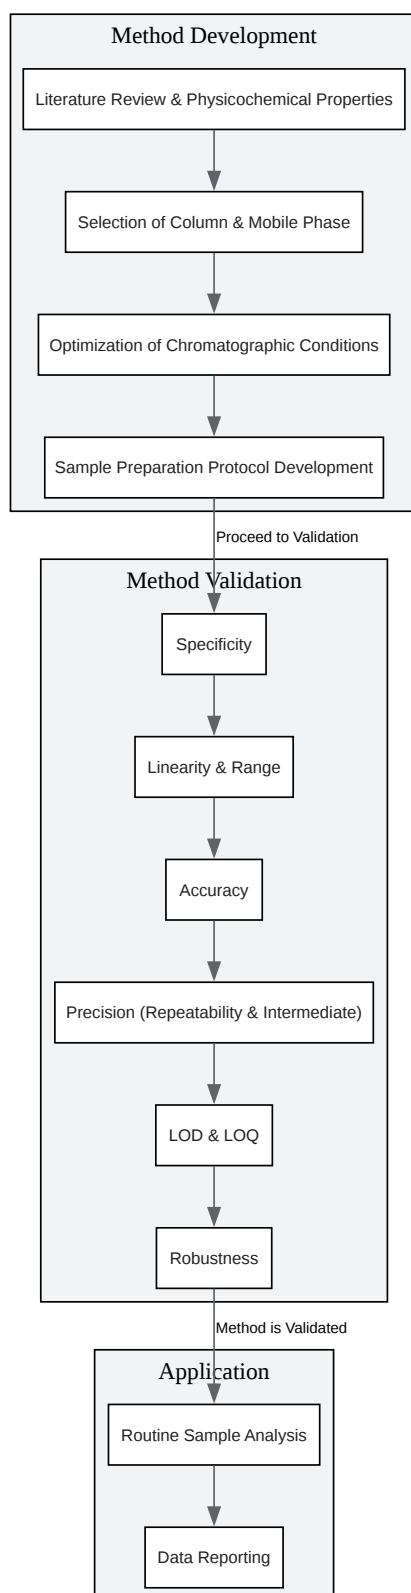 Method Development
Literature Review & Physicochemical Properties
Selection of Column & Mobile Phase
Optimization of Chromatographic Conditions
Sample Preparation Protocol Development
Proceed to Validation
Method Validation
Specificity
Linearity & Range
Accuracy
Precision (Repeatability & Intermediate)
LOD & LOQ
Robustness
Method is Validated
Application
Routine Sample Analysis
Data Reporting